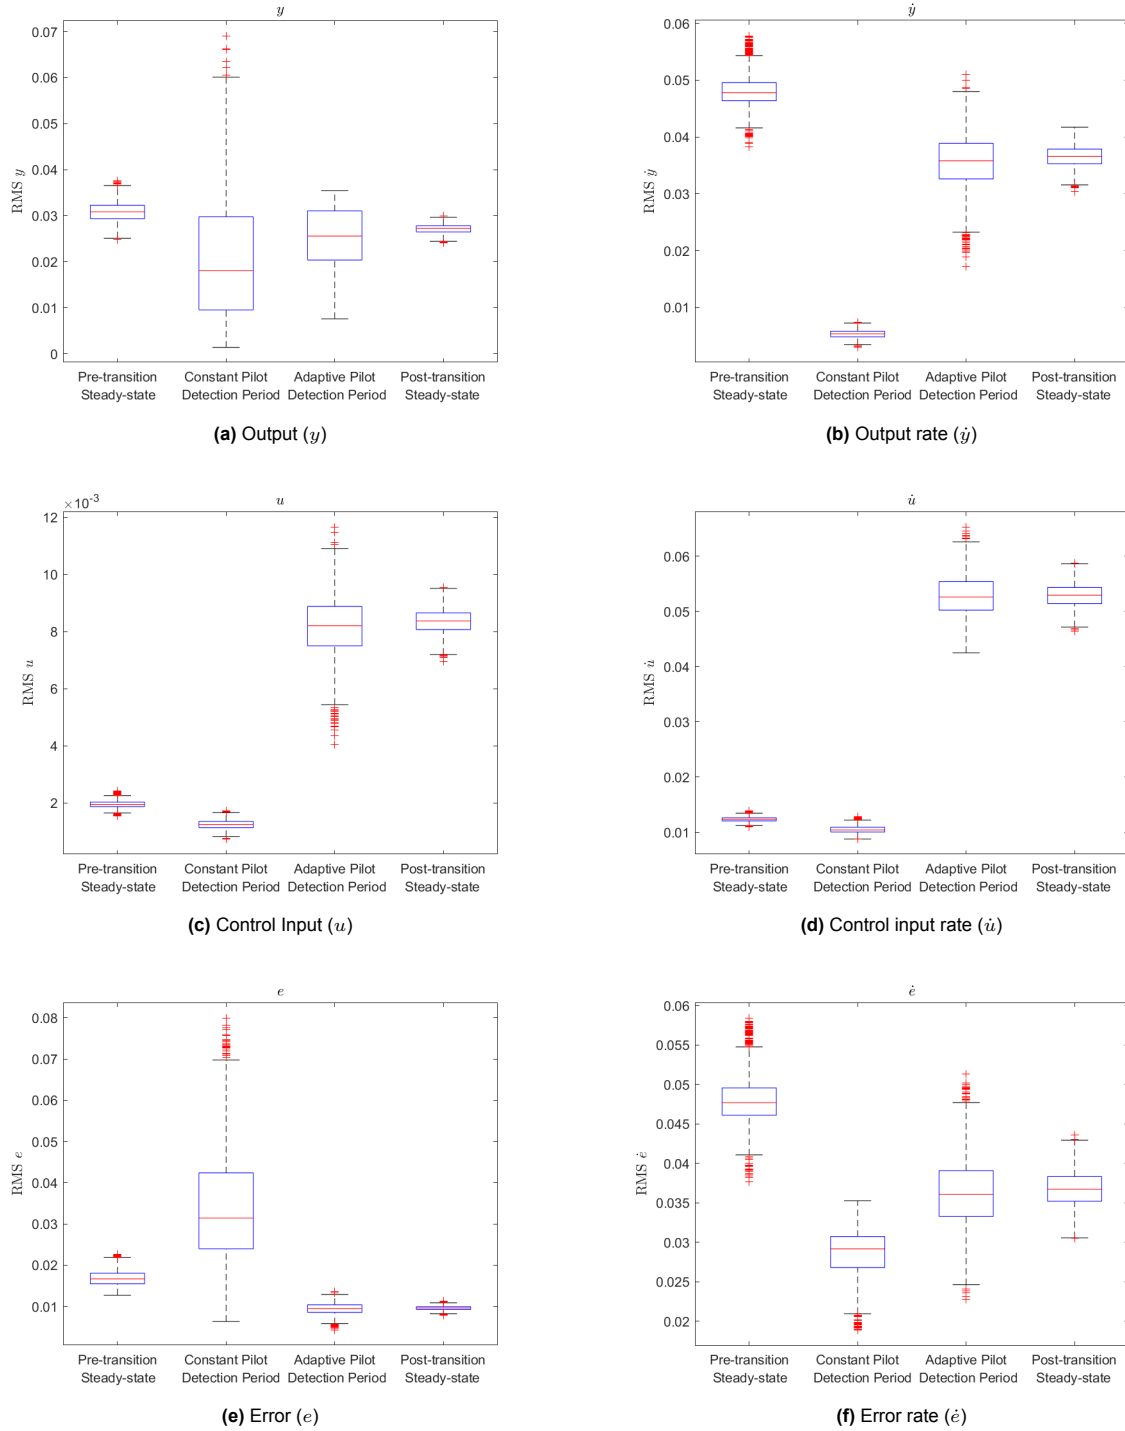 y
0.07
0.06
0.05
0.04
0.03
0.02
0.01
0
RMS y
Pre-transition Steady-state
Constant Pilot Detection Period
Adaptive Pilot Detection Period
Post-transition Steady-state
(a) Output (y)
ẏ
0.06
0.05
0.04
0.03
0.01
RMS ẏ
Pre-transition Steady-state
Constant Pilot Detection Period
Adaptive Pilot Detection Period
Post-transition Steady-state
(b) Output rate (ẏ)
u
×10⁻³
12
10
8
6
4
2
RMS u
Pre-transition Steady-state
Constant Pilot Detection Period
Adaptive Pilot Detection Period
Post-transition Steady-state
(c) Control Input (u)
u̇
0.06
0.05
0.04
0.03
0.02
0.01
RMS u̇
Pre-transition Steady-state
Constant Pilot Detection Period
Adaptive Pilot Detection Period
Post-transition Steady-state
(d) Control input rate (u̇)
e
0.08
0.07
0.06
0.05
0.04
0.03
0.02
0.01
RMS e
Pre-transition Steady-state
Constant Pilot Detection Period
Adaptive Pilot Detection Period
Post-transition Steady-state
(e) Error (e)
ė
0.06
0.055
0.05
0.045
0.04
0.035
0.03
0.025
0.02
RMS ė
Pre-transition Steady-state
Constant Pilot Detection Period
Adaptive Pilot Detection Period
Post-transition Steady-state
(f) Error rate (ė)